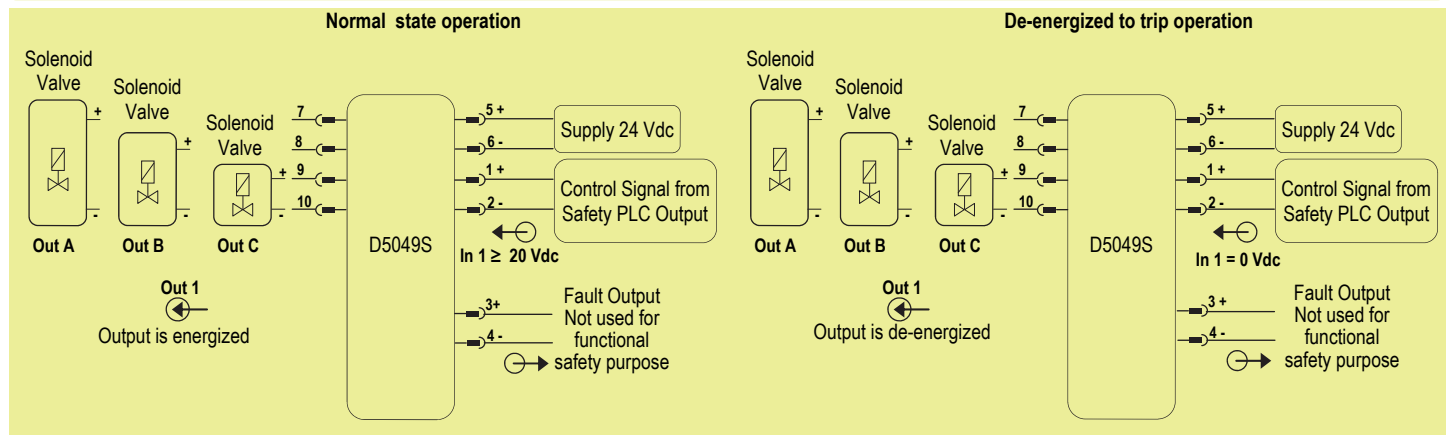 Normal state operation
Solenoid
Valve
+
-
Out A
Solenoid
Valve
+
-
Out B
Solenoid
Valve
+
-
Out C
7
8
9
10
D5049S
5 +
6 -
Supply 24 Vdc
1 +
2 -
Control Signal from
Safety PLC Output
In 1 ≥ 20 Vdc
Out 1
Output is energized
3+
4 -
Fault Output
Not used for
functional
safety purpose
De-energized to trip operation
Solenoid
Valve
+
-
Out A
Solenoid
Valve
+
-
Out B
Solenoid
Valve
+
-
Out C
7
8
9
10
D5049S
5 +
6 -
Supply 24 Vdc
1 +
2 -
Control Signal from
Safety PLC Output
In 1 = 0 Vdc
Out 1
Output is de-energized
3 +
4 -
Fault Output
Not used for
functional
safety purpose